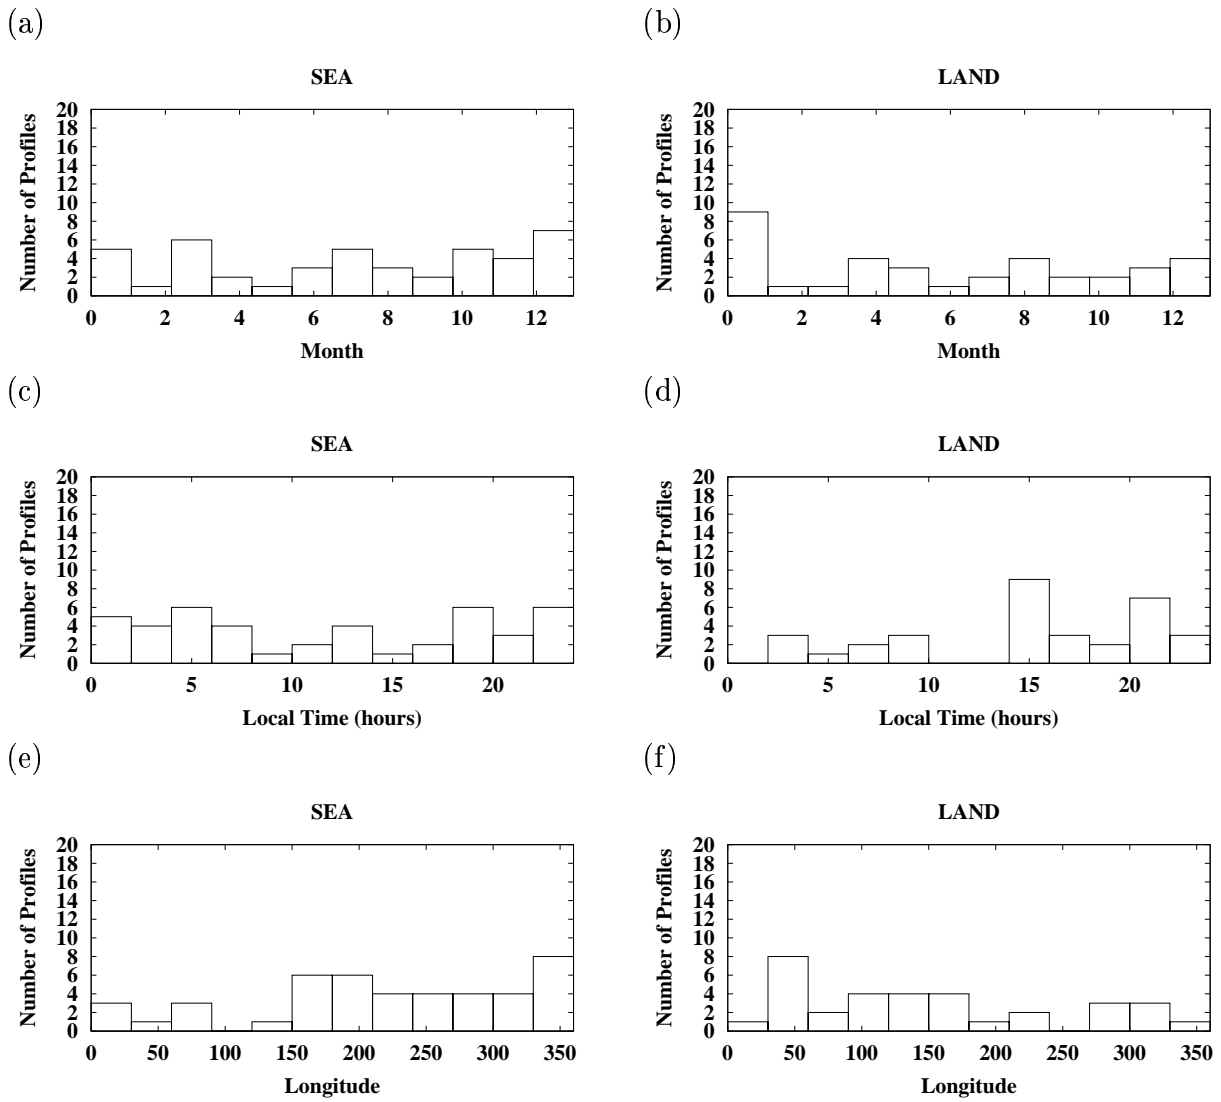 (a)
SEA
Number of Profiles
20
18
16
14
12
10
8
6
4
2
0
0 2 4 6 8 10 12
Month
(b)
LAND
Number of Profiles
20
18
16
14
12
10
8
6
4
2
0
0 2 4 6 8 10 12
Month
(c)
SEA
Number of Profiles
20
18
16
14
12
10
8
6
4
2
0
0 5 10 15 20
Local Time (hours)
(d)
LAND
Number of Profiles
20
18
16
14
12
10
8
6
4
2
0
0 5 10 15 20
Local Time (hours)
(e)
SEA
Number of Profiles
20
18
16
14
12
10
8
6
4
2
0
0 50 100 150 200 250 300 350
Longitude
(f)
LAND
Number of Profiles
20
18
16
14
12
10
8
6
4
2
0
0 50 100 150 200 250 300 350
Longitude